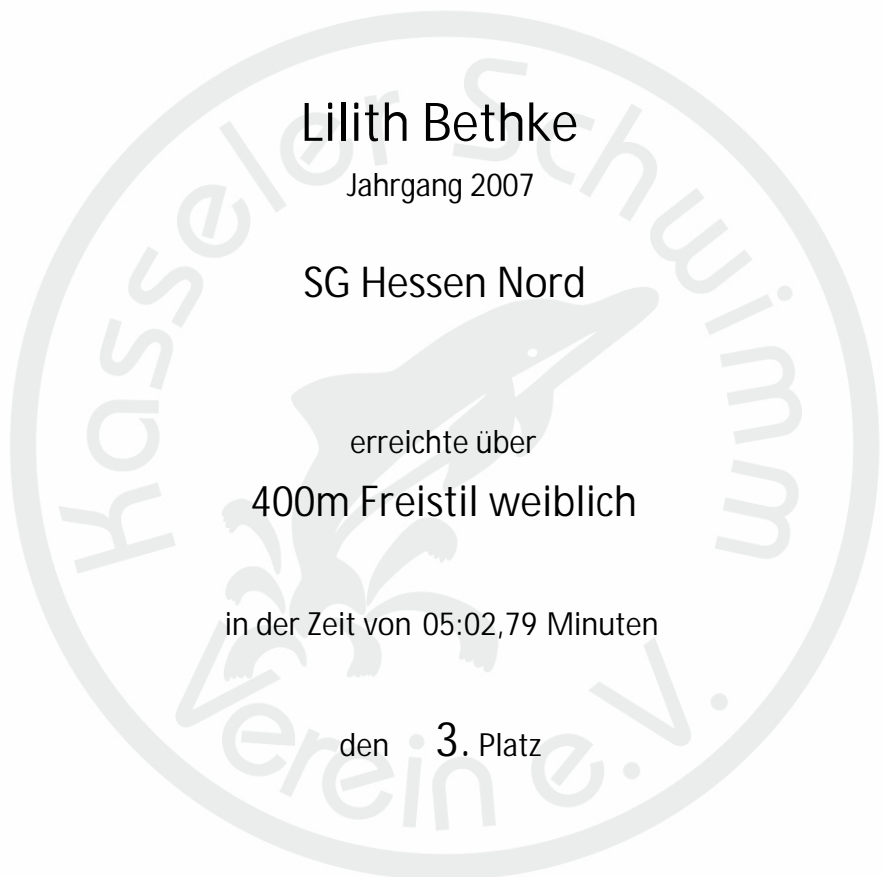 Kasseler Schwimm
Lilith Bethke
Jahrgang 2007
SG Hessen Nord
erreichte über
400m Freistil weiblich
in der Zeit von 05:02,79 Minuten
den 3. Platz
Verein e.V.